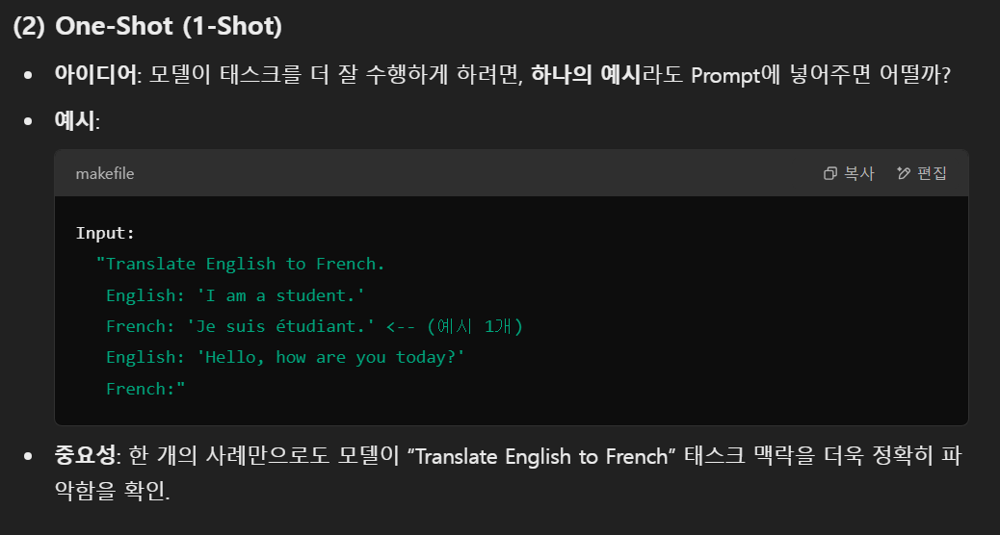 (2) One-Shot (1-Shot)
• 아이디어: 모델이 태스크를 더 잘 수행하게 하려면, 하나의 예시라도 Prompt에 넣어주면 어떨까?
• 예시:
makefile 복사 편집
Input:
"Translate English to French.
English: 'I am a student.'
French: 'Je suis étudiant.' <-- (예시 1개)
English: 'Hello, how are you today?'
French:"
• 중요성: 한 개의 사례만으로도 모델이 “Translate English to French” 태스크 맥락을 더욱 정확히 파
악함을 확인.